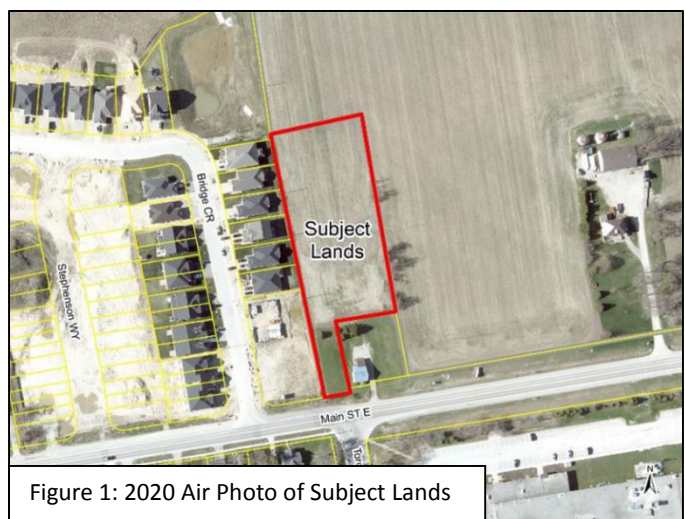 Bridge CR
Subject
Lands
Stephenson WY
Main ST E
N
Figure 1: 2020 Air Photo of Subject Lands